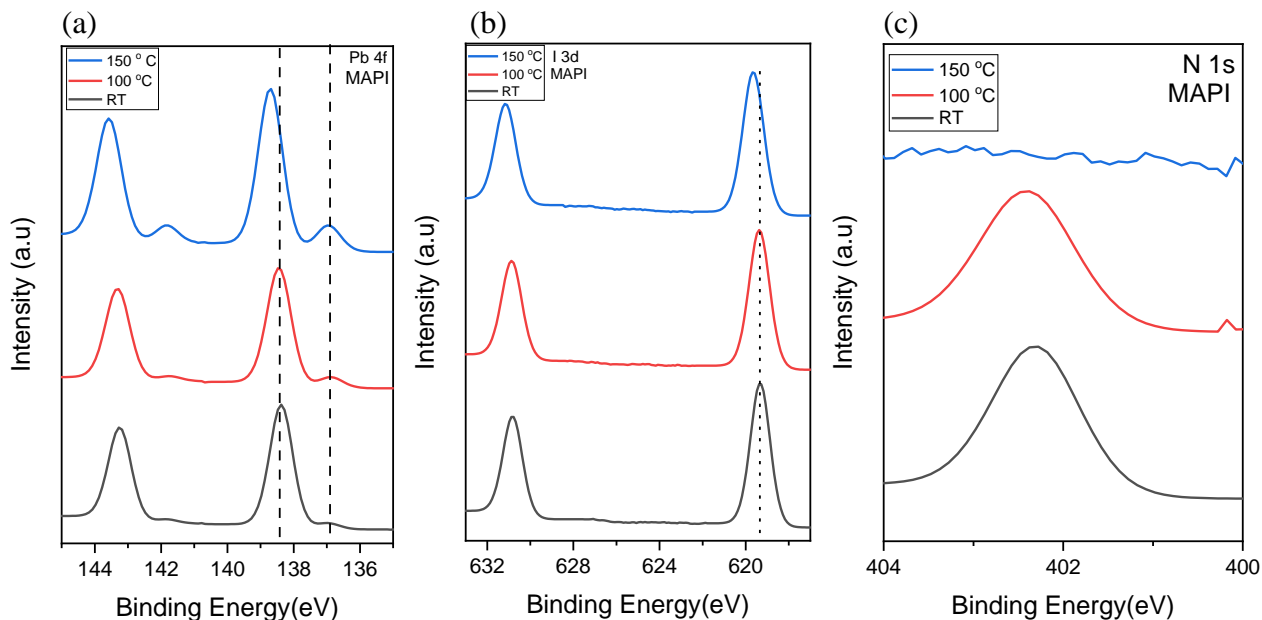 (a)
150 ° C
100 °C
RT
Pb 4f
MAPI
Intensity (a.u)
144 142 140 138 136
Binding Energy(eV)
(b)
150 °C
100 °C
RT
I 3d
MAPI
Intensity (a.u)
632 628 624 620
Binding Energy(eV)
(c)
150 °C
100 °C
RT
N 1s
MAPI
Intensity (a.u)
404 402 400
Binding Energy(eV)